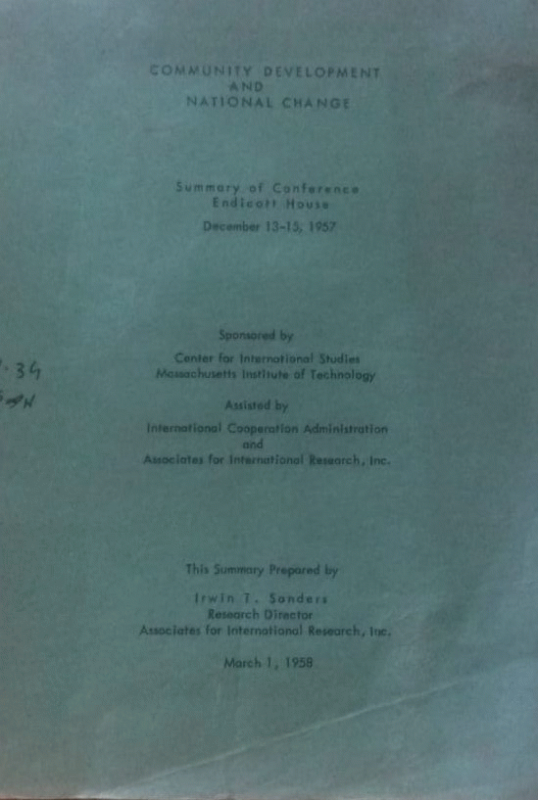 COMMUNITY DEVELOPMENT
AND
NATIONAL CHANGE
Summary of Conference
Endicott House
December 13-15, 1957
Sponsored by
Center for International Studies
Massachusetts Institute of Technology
Assisted by
International Cooperation Administration
and
Associates for International Research, Inc.
This Summary Prepared by
Irwin T. Sanders
Research Director
Associates for International Research, Inc.
March 1, 1958